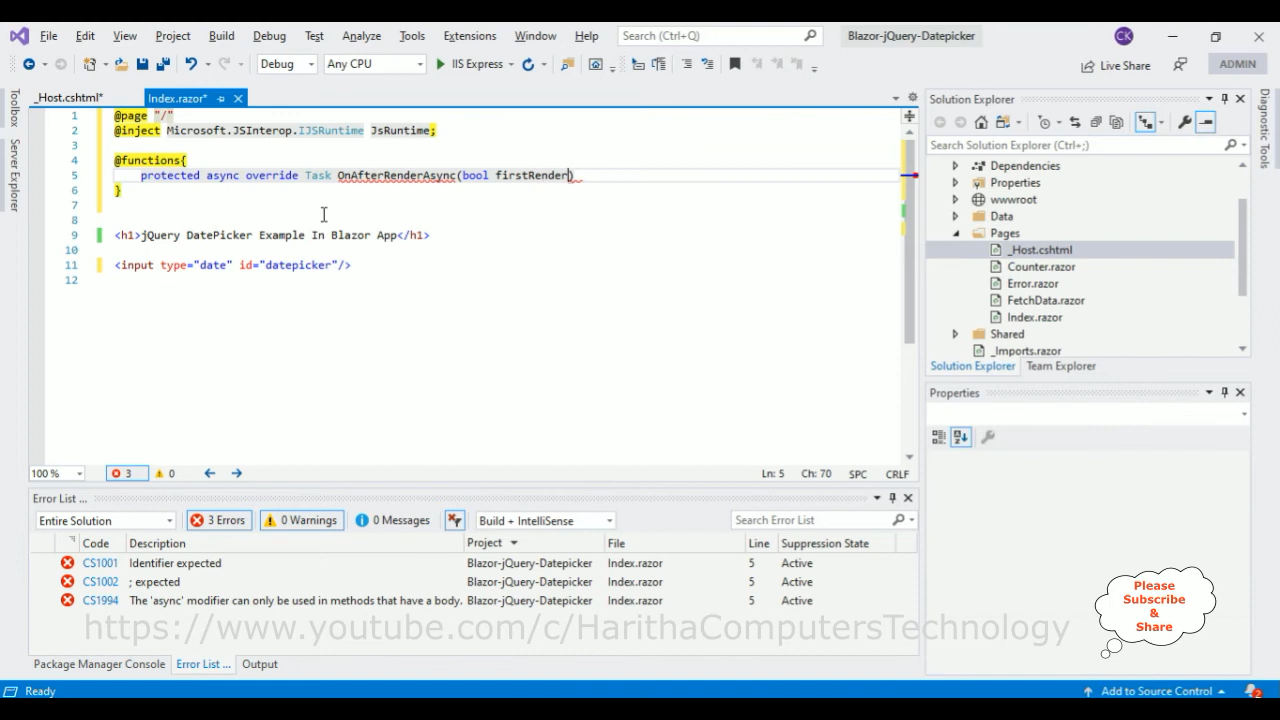 File Edit View Project Build Debug Test Analyze Tools Extensions Window Help Search (Ctrl+Q) Blazor-jQuery-Datepicker CK
Debug Any CPU IIS Express Live Share ADMIN
Toolbox
Server Explorer
Diagnostic Tools
_Host.cshtml* Index.razor*
1 @page "/"
2 @inject Microsoft.JSInterop.IJSRuntime JsRuntime;
3
4 @functions{
5 protected async override Task OnAfterRenderAsync(bool firstRender)
6 }
7
8
9 <h1>jQuery DatePicker Example In Blazor App</h1>
10
11 <input type="date" id="datepicker"/>
12
100 % 3 0 Ln: 5 Ch: 70 SPC CRLF
Solution Explorer
Search Solution Explorer (Ctrl+;)
Dependencies
Properties
wwwroot
Data
Pages
_Host.cshtml
Counter.razor
Error.razor
FetchData.razor
Index.razor
Shared
_Imports.razor
Solution Explorer Team Explorer
Properties
Error List ...
Entire Solution 3 Errors 0 Warnings 0 Messages Build + IntelliSense Search Error List
Code Description Project File Line Suppression State
CS1001 Identifier expected Blazor-jQuery-Datepicker Index.razor 5 Active
CS1002 ; expected Blazor-jQuery-Datepicker Index.razor 5 Active
CS1994 The 'async' modifier can only be used in methods that have a body. Blazor-jQuery-Datepicker Index.razor 5 Active
https://www.youtube.com/c/HarithaComputersTechnology
Please
Subscribe
&
Share
Package Manager Console Error List ... Output
Ready Add to Source Control 2